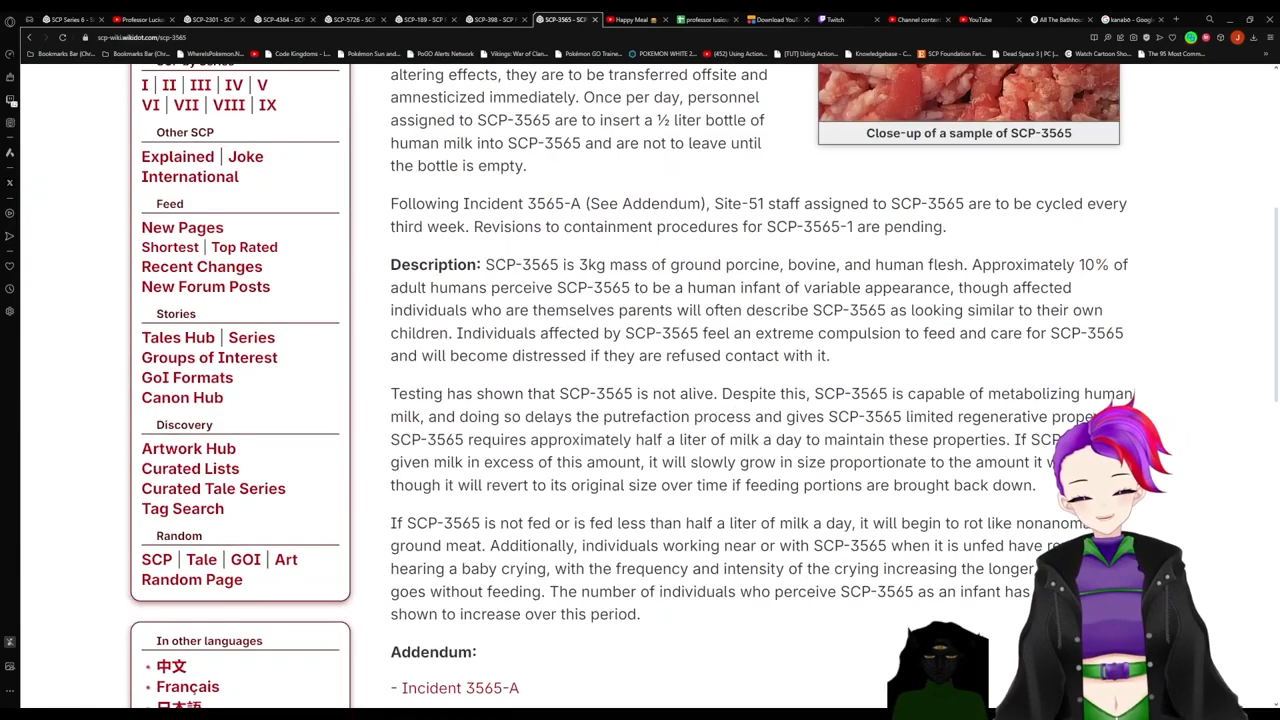 SCP Series 6 - S
Professor Lucius
SCP-2301 - SCP
SCP-4364 - SCP
SCP-5726 - SCP
SCP-189 - SCP F
SCP-398 - SCP F
SCP-3565 - SCP
Happy Meal
professor lusiou
Download YouT
Twitch
Channel content
YouTube
All The Bathhou
kanabō - Google
scp-wiki.wikidot.com/scp-3565
Bookmarks Bar (Chr...
Bookmarks Bar (Chr...
WhereIsPokemon.N...
Code Kingdoms - L...
Pokémon Sun and...
PoGO Alerts Network
Vikings: War of Clan...
Pokémon GO Traine...
POKEMON WHITE 2...
(452) Using Action...
[TUT] Using Action...
Knowledgebase - C...
SCP Foundation Fan...
Dead Space 3 | PC |...
Watch Cartoon Sho...
The 95 Most Comm...
I | II | III | IV | V
VI | VII | VIII | IX
Other SCP
Explained | Joke
International
Feed
New Pages
Shortest | Top Rated
Recent Changes
New Forum Posts
Stories
Tales Hub | Series
Groups of Interest
GoI Formats
Canon Hub
Discovery
Artwork Hub
Curated Lists
Curated Tale Series
Tag Search
Random
SCP | Tale | GOI | Art
Random Page
In other languages
中文
Français
日本語
altering effects, they are to be transferred offsite and
amnesticized immediately. Once per day, personnel
assigned to SCP-3565 are to insert a ½ liter bottle of
human milk into SCP-3565 and are not to leave until
the bottle is empty.
Close-up of a sample of SCP-3565
Following Incident 3565-A (See Addendum), Site-51 staff assigned to SCP-3565 are to be cycled every
third week. Revisions to containment procedures for SCP-3565-1 are pending.
Description: SCP-3565 is 3kg mass of ground porcine, bovine, and human flesh. Approximately 10% of
adult humans perceive SCP-3565 to be a human infant of variable appearance, though affected
individuals who are themselves parents will often describe SCP-3565 as looking similar to their own
children. Individuals affected by SCP-3565 feel an extreme compulsion to feed and care for SCP-3565
and will become distressed if they are refused contact with it.
Testing has shown that SCP-3565 is not alive. Despite this, SCP-3565 is capable of metabolizing human
milk, and doing so delays the putrefaction process and gives SCP-3565 limited regenerative prope
SCP-3565 requires approximately half a liter of milk a day to maintain these properties. If SCP
given milk in excess of this amount, it will slowly grow in size proportionate to the amount it w
though it will revert to its original size over time if feeding portions are brought back down.
If SCP-3565 is not fed or is fed less than half a liter of milk a day, it will begin to rot like nonanoma
ground meat. Additionally, individuals working near or with SCP-3565 when it is unfed have re
hearing a baby crying, with the frequency and intensity of the crying increasing the longer
goes without feeding. The number of individuals who perceive SCP-3565 as an infant has
shown to increase over this period.
Addendum:
- Incident 3565-A